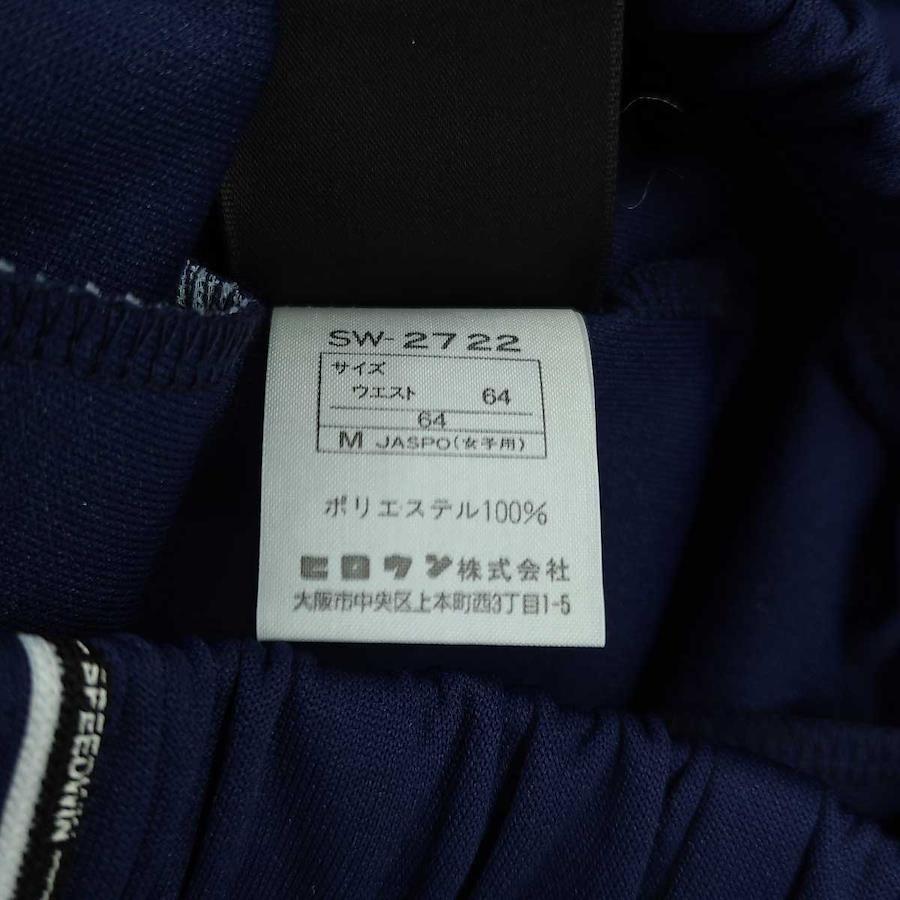 SW-2722
サイズ
ウエスト 64
64
M JASPO(女子用)
ポリエステル100%
ヒロウン株式会社
大阪市中央区上本町西3丁目1-5
SPEEDWIN